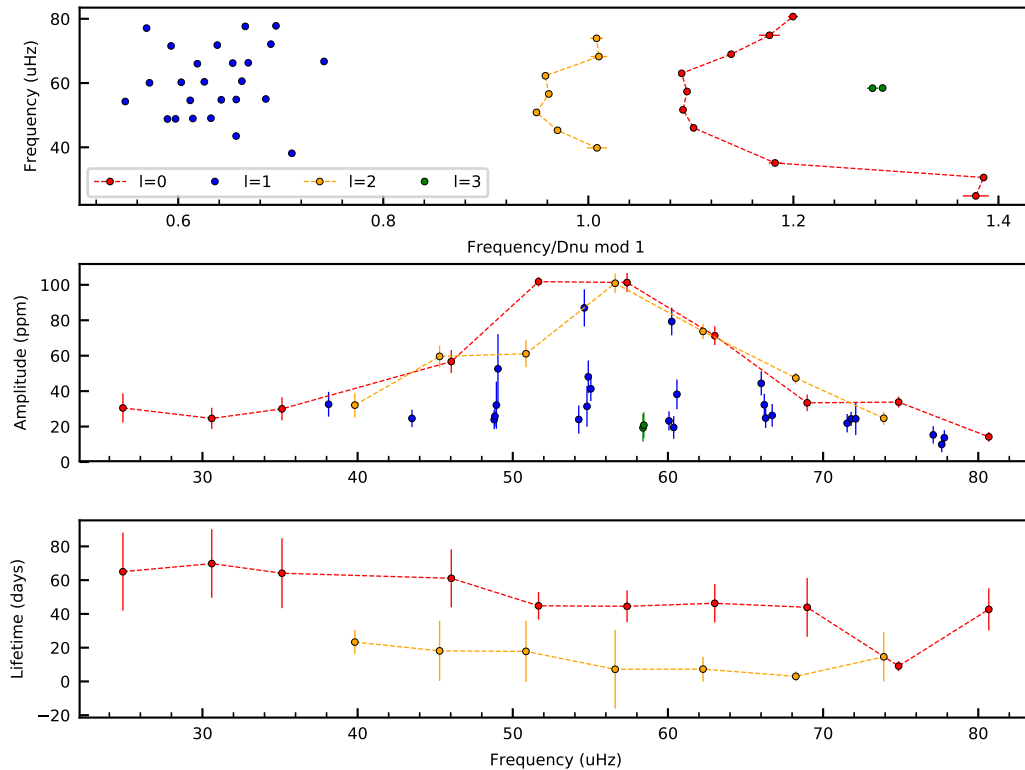 80
60
40
Frequency (uHz)
l=0 l=1 l=2 l=3
0.6 0.8 1.0 1.2 1.4
Frequency/Dnu mod 1
100
80
60
40
20
0
Amplitude (ppm)
30 40 50 60 70 80
80
60
40
20
0
−20
Lifetime (days)
30 40 50 60 70 80
Frequency (uHz)